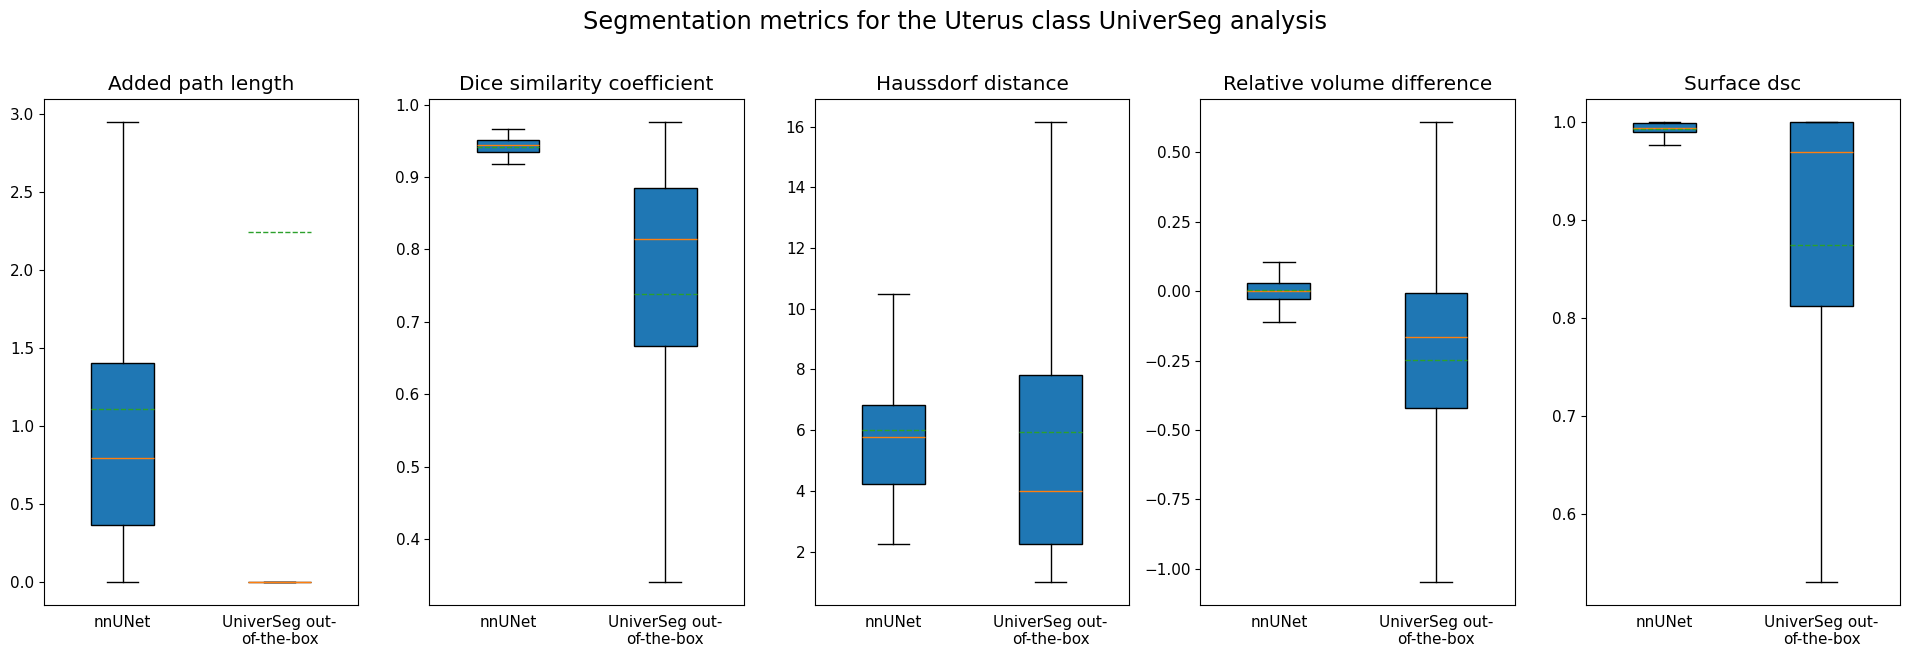 Segmentation metrics for the Uterus class UniverSeg analysis
Added path length
3.0
2.5
2.0
1.5
1.0
0.5
0.0
nnUNet
UniverSeg out-
of-the-box
Dice similarity coefficient
1.0
0.9
0.8
0.7
0.6
0.5
0.4
nnUNet
UniverSeg out-
of-the-box
Haussdorf distance
16
14
12
10
8
6
4
2
nnUNet
UniverSeg out-
of-the-box
Relative volume difference
0.50
0.25
0.00
−0.25
−0.50
−0.75
−1.00
nnUNet
UniverSeg out-
of-the-box
Surface dsc
1.0
0.9
0.8
0.7
0.6
nnUNet
UniverSeg out-
of-the-box